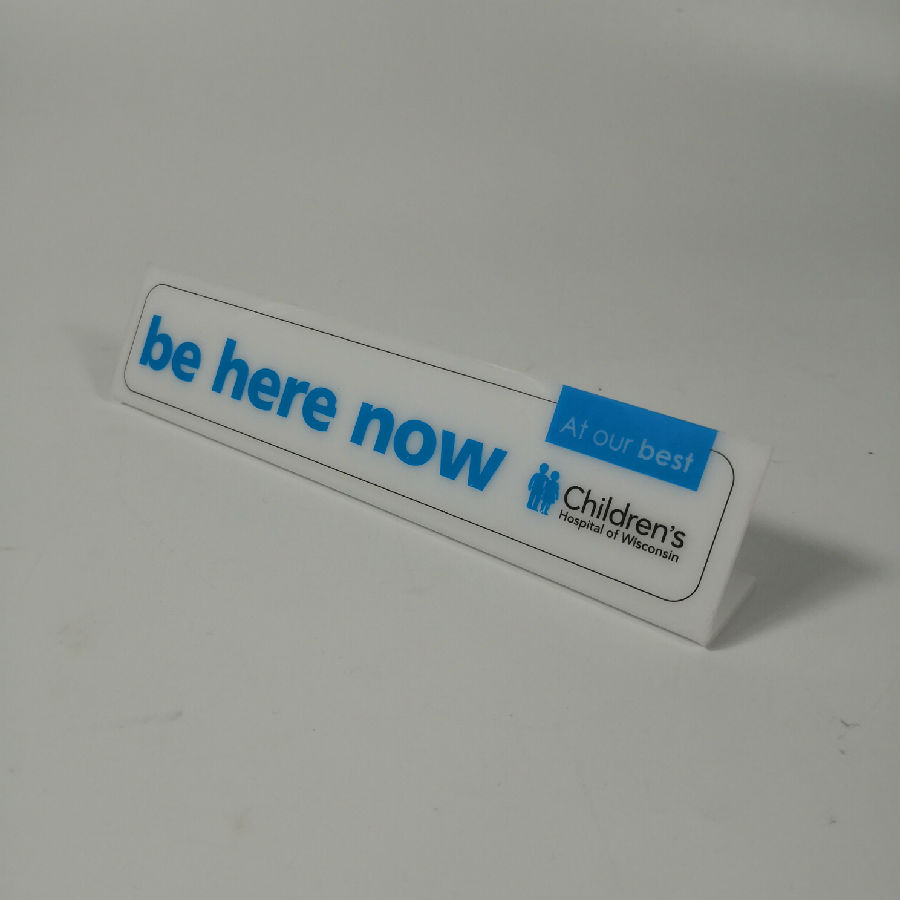 be here now
At our best
Children's
Hospital of Wisconsin